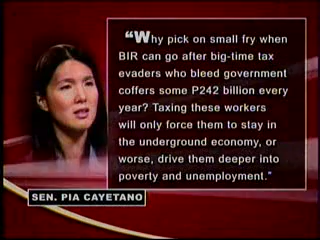 "Why pick on small fry when
BIR can go after big-time tax
evaders who bleed government
coffers some P242 billion every
year? Taxing these workers
will only force them to stay in
the underground economy, or
worse, drive them deeper into
poverty and unemployment."
SEN. PIA CAYETANO